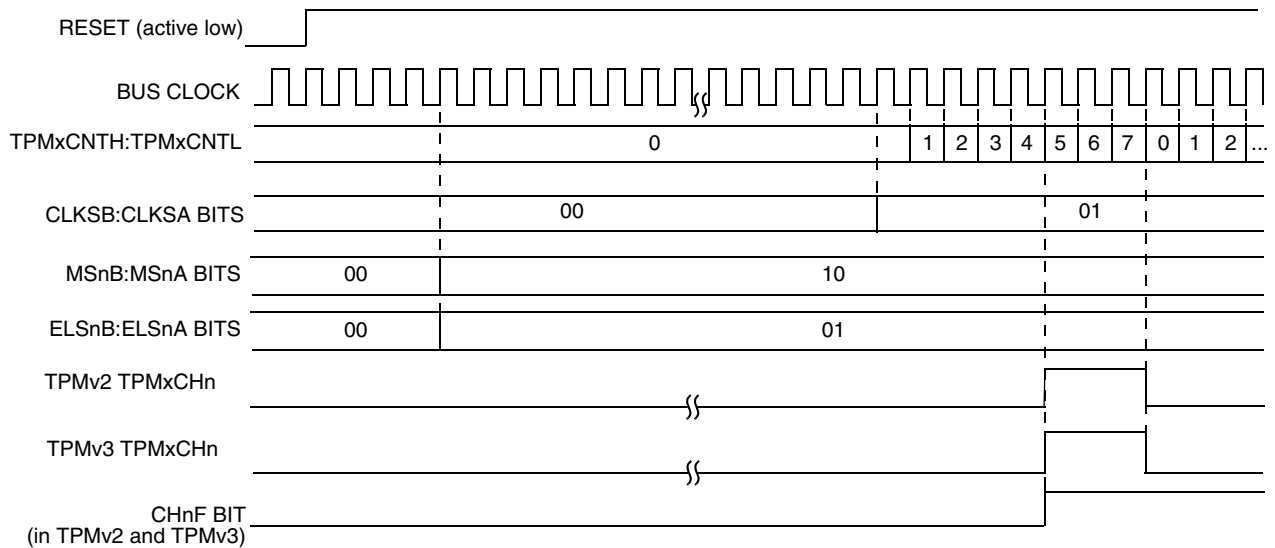 RESET (active low)
BUS CLOCK
TPMxCNTH:TPMxCNTL 0 1 2 3 4 5 6 7 0 1 2 ...
CLKSB:CLKSA BITS 00 01
MSnB:MSnA BITS 00 10
ELSnB:ELSnA BITS 00 01
TPMv2 TPMxCHn
TPMv3 TPMxCHn
CHnF BIT
(in TPMv2 and TPMv3)